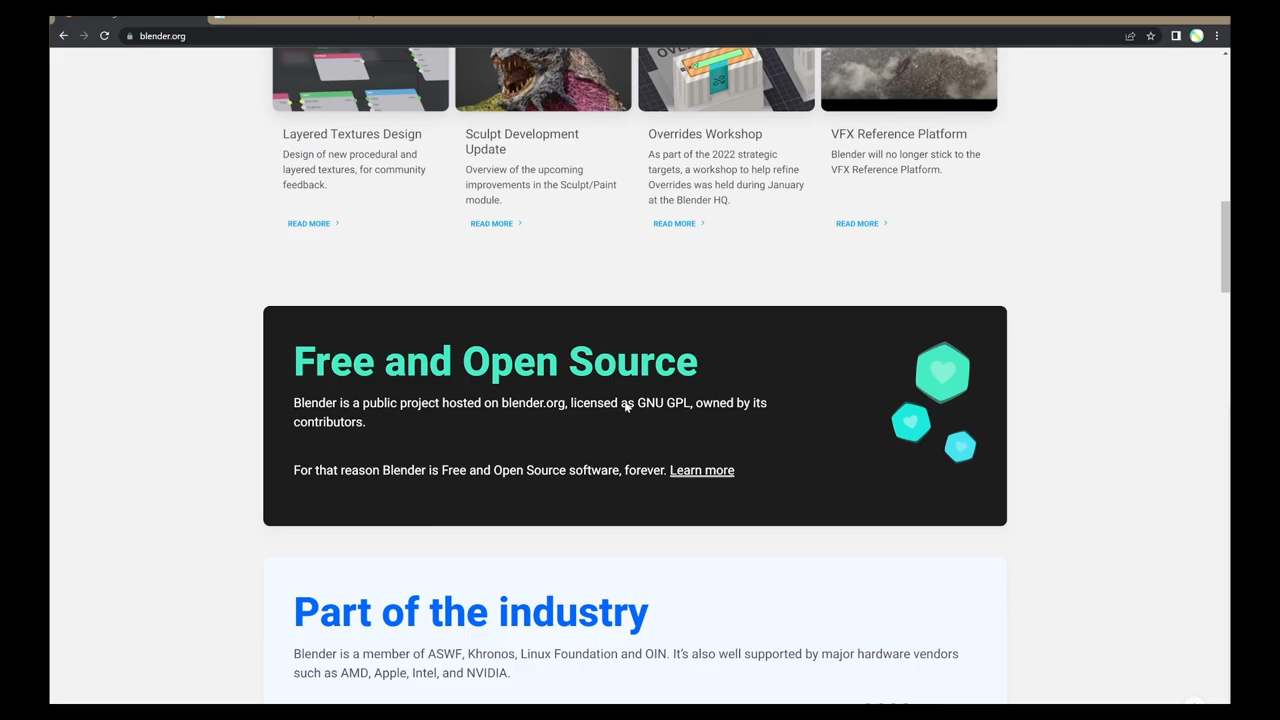 blender.org
OVE
Layered Textures Design
Sculpt Development
Update
Overrides Workshop
VFX Reference Platform
Design of new procedural and
layered textures, for community
feedback.
Overview of the upcoming
improvements in the Sculpt/Paint
module.
As part of the 2022 strategic
targets, a workshop to help refine
Overrides was held during January
at the Blender HQ.
Blender will no longer stick to the
VFX Reference Platform.
READ MORE
READ MORE
READ MORE
READ MORE
Free and Open Source
Blender is a public project hosted on blender.org, licensed as GNU GPL, owned by its
contributors.
For that reason Blender is Free and Open Source software, forever. Learn more
Part of the industry
Blender is a member of ASWF, Khronos, Linux Foundation and OIN. It's also well supported by major hardware vendors
such as AMD, Apple, Intel, and NVIDIA.